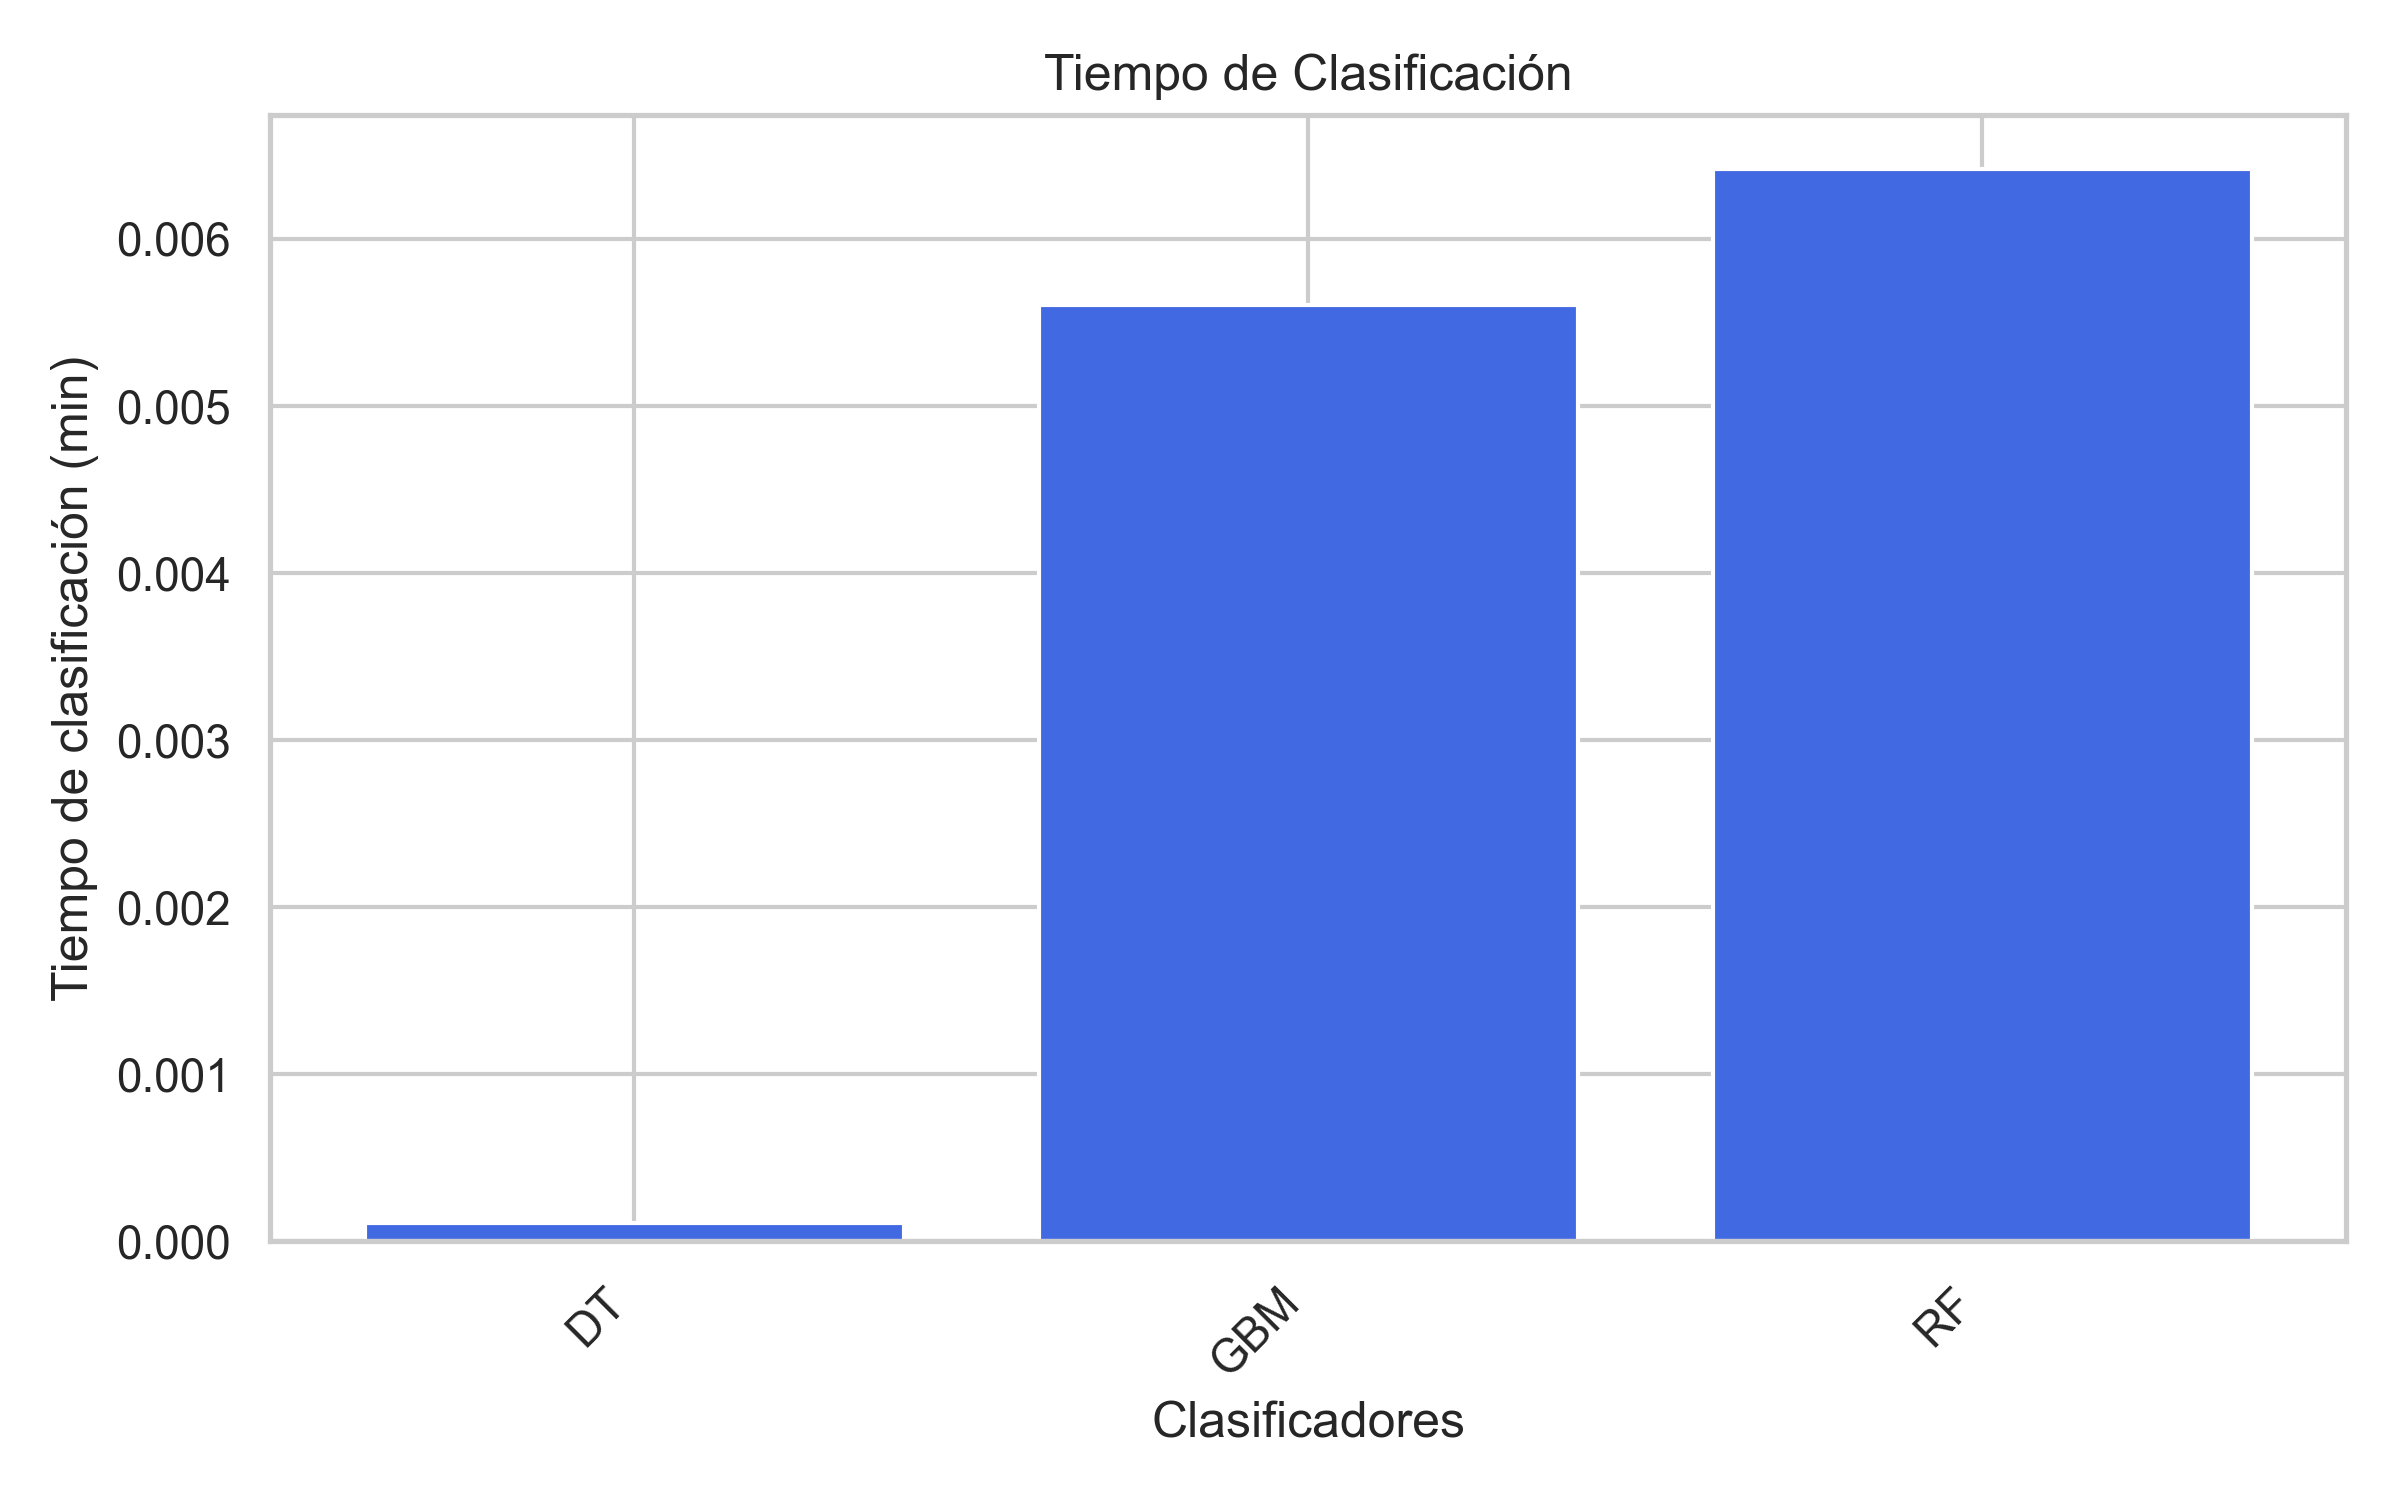 Tiempo de Clasificación
Tiempo de clasificación (min)
0.006
0.005
0.004
0.003
0.002
0.001
0.000
DT
GBM
RF
Clasificadores